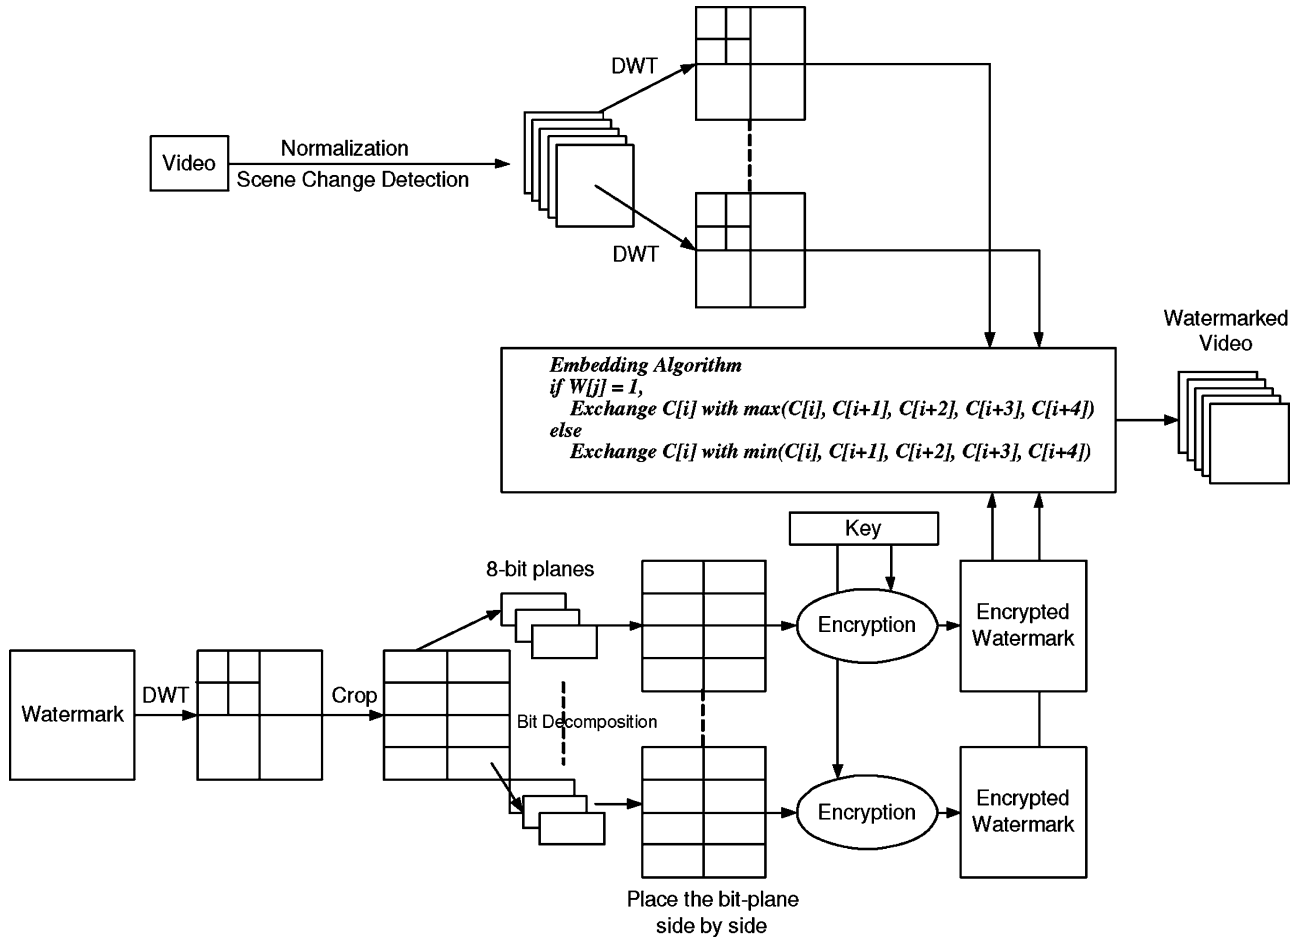 DWT
Video
Normalization
Scene Change Detection
DWT
Watermarked
Video
Embedding Algorithm
if W[j] = 1,
Exchange C[i] with max(C[i], C[i+1], C[i+2], C[i+3], C[i+4])
else
Exchange C[i] with min(C[i], C[i+1], C[i+2], C[i+3], C[i+4])
Key
8-bit planes
Encryption
Encrypted
Watermark
Watermark
DWT
Crop
Bit Decomposition
Encryption
Encrypted
Watermark
Place the bit-plane
side by side